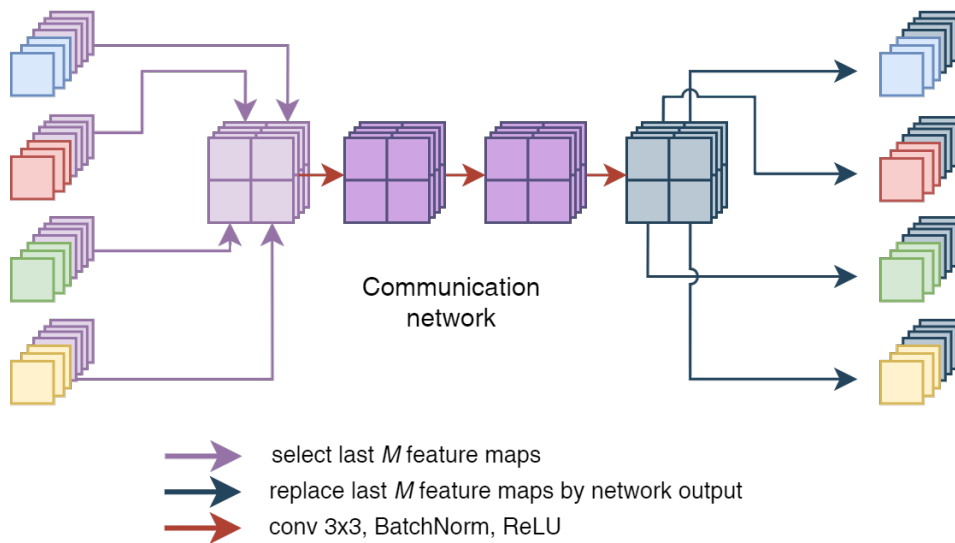 Communication
network
select last M feature maps
replace last M feature maps by network output
conv 3x3, BatchNorm, ReLU